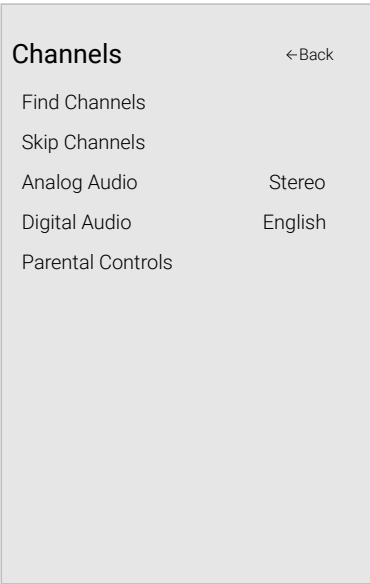 Channels ←Back
Find Channels
Skip Channels
Analog Audio Stereo
Digital Audio English
Parental Controls